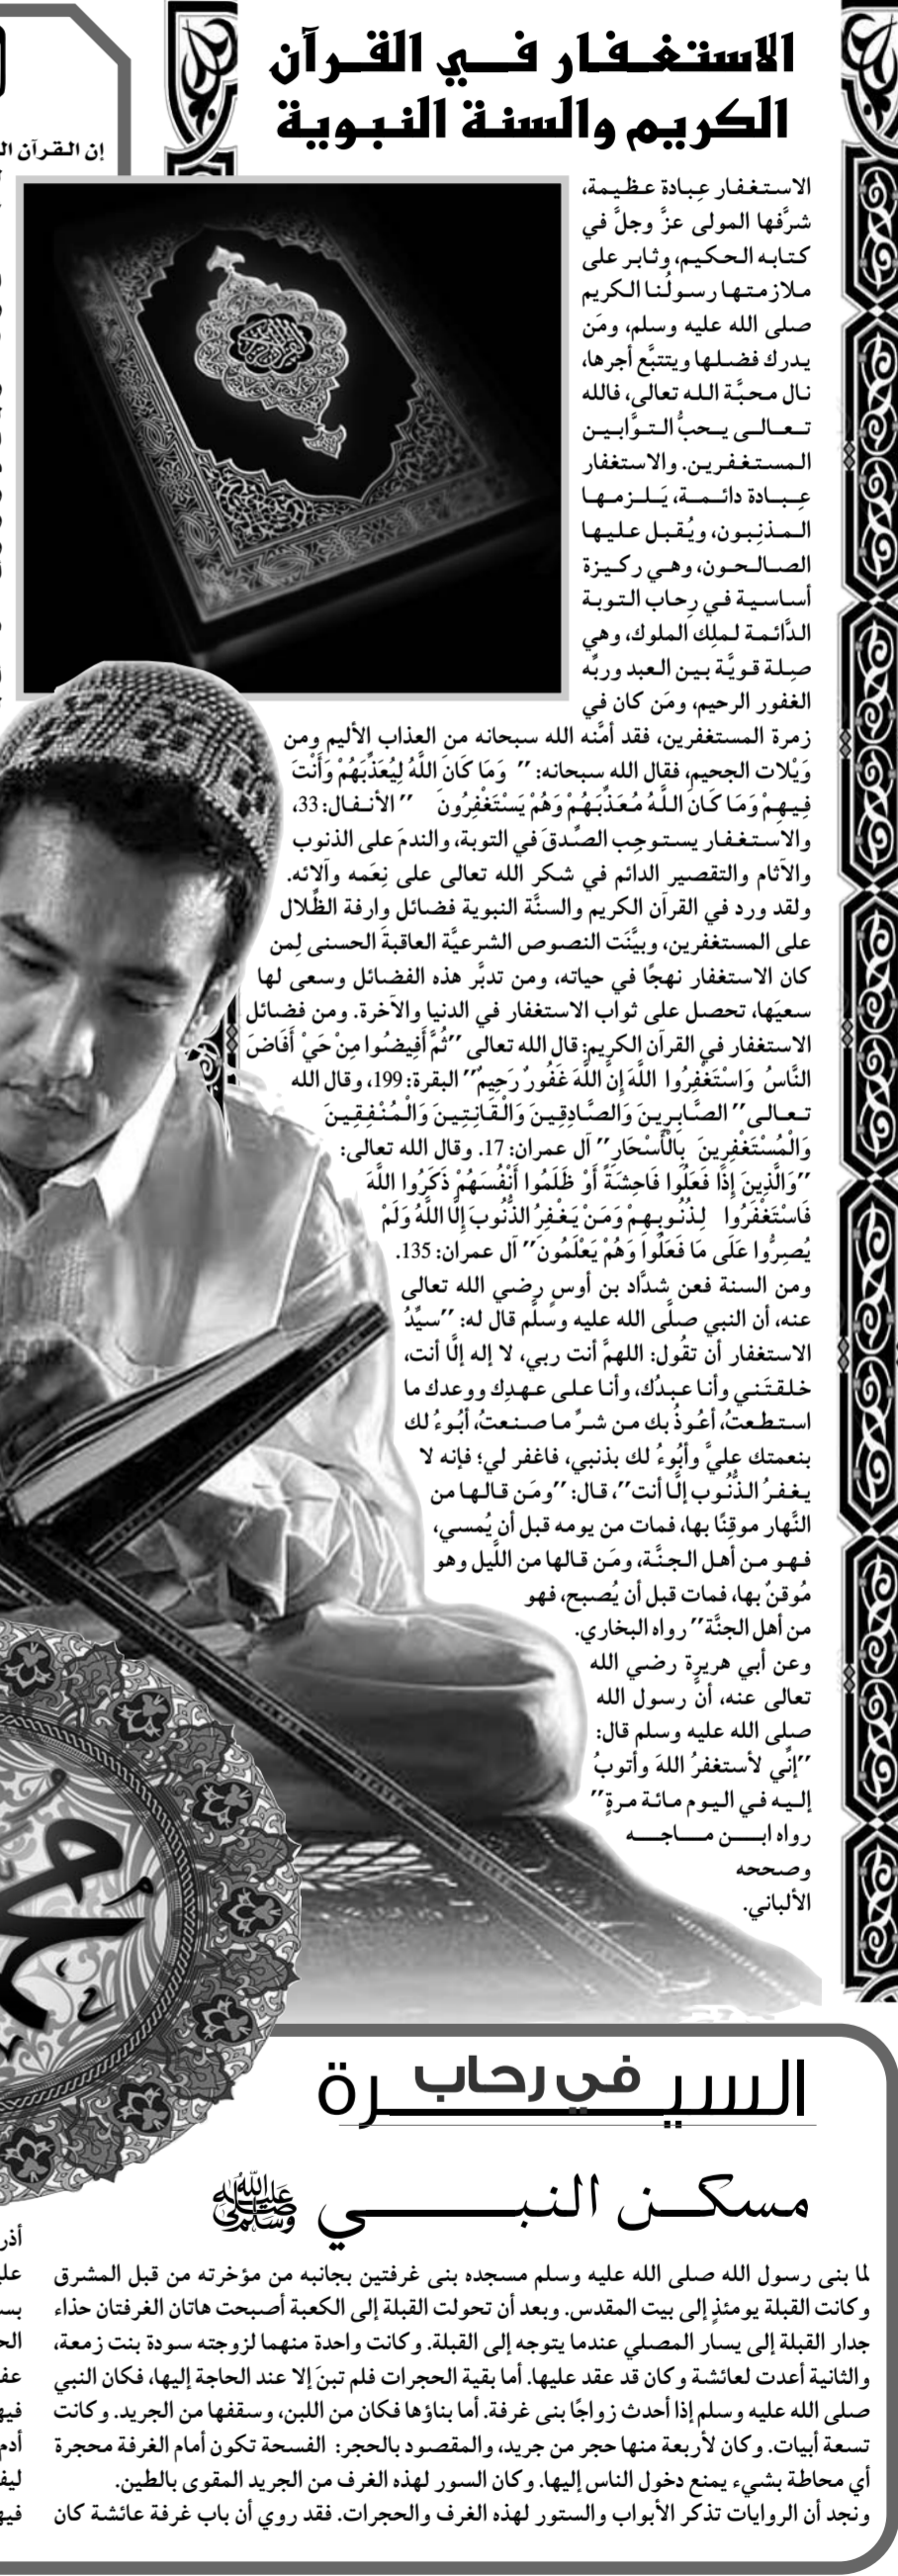 الاستغفار في القرآن
الكريم والسنة النبوية
إن القرآن
الاستغفار عِبادة عظيمة،
شرَّفها المولى عزَّ وجلَّ في
كتابه الحكيم، وثابر على
ملازمتها رسولُنا الكريم
صلى الله عليه وسلم، ومَن
يدرك فضلها ويتتبَّع أجرها،
نال محبَّة الله تعالى، فالله
تعالى يحبُّ التوَّابين
المستغفرين. والاستغفار
عِبادة دائمة، يَلزمها
المذنِبون، ويُقبل عليها
الصالحون، وهي ركيزة
أساسية في رِحاب التوبة
الدَّائمة لملِك الملوك، وهي
صِلة قويَّة بين العبد وربِّه
الغفور الرحيم، ومَن كان في
زمرة المستغفرين، فقد أمَّنه الله سبحانه من العذاب الأليم ومن
وَيْلات الجحيم، فقال الله سبحانه: ” وَمَا كَانَ اللَّهُ لِيُعَذِّبَهُمْ وَأَنْتَ
فِيهِمْ وَمَا كَانَ اللَّهُ مُعَذِّبَهُمْ وَهُمْ يَسْتَغْفِرُونَ ” الأنفال: 33،
والاستغفار يستوجِب الصِّدقَ في التوبة، والندمَ على الذنوب
والآثام والتقصير الدائم في شكر الله تعالى على نِعَمه وآلائه.
ولقد ورد في القرآن الكريم والسنَّة النبوية فضائل وارفة الظِّلال
على المستغفرين، وبيَّنَت النصوص الشرعيَّة العاقبةَ الحسنى لِمن
كان الاستغفار نهجًا في حياته، ومن تدبَّر هذه الفضائل وسعى لها
سعيَها، تحصل على ثواب الاستغفار في الدنيا والآخرة. ومن فضائل
الاستغفار في القرآن الكريم: قال الله تعالى ”ثُمَّ أَفِيضُوا مِنْ حَيْ أَفَاضَ
النَّاسُ وَاسْتَغْفِرُوا اللَّهَ إِنَّ اللَّهَ غَفُورٌ رَحِيمٌ” البقرة: 199، وقال الله
تعالى” الصَّابِرِينَ وَالصَّادِقِينَ وَالْقَانِتِينَ وَالْمُنْفِقِينَ
وَالْمُسْتَغْفِرِينَ بِالْأَسْحَارِ” آل عمران: 17. وقال الله تعالى:
”وَالَّذِينَ إِذَا فَعَلُوا فَاحِشَةً أَوْ ظَلَمُوا أَنْفُسَهُمْ ذَكَرُوا اللَّهَ
فَاسْتَغْفَرُوا لِذُنُوبِهِمْ وَمَنْ يَغْفِرُ الذُّنُوبَ إِلَّا اللَّهُ وَلَمْ
يُصِرُّوا عَلَى مَا فَعَلُوا وَهُمْ يَعْلَمُونَ” آل عمران: 135.
ومن السنة فعن شدَّاد بن أوسٍ رضي الله تعالى
عنه، أن النبي صلَّى الله عليه وسلَّم قال له: ”سيِّدُ
الاستغفار أن تقُول: اللهمَّ أنت ربي، لا إله إلَّا أنت،
خلقتَني وأنا عبدُك، وأنا على عهدِك ووعدك ما
استطعتُ، أعُوذُ بك من شرِّ ما صنعتُ، أبُوءُ لك
بنعمتك عليَّ وأبُوءُ لك بذنبي، فاغفر لي؛ فإنه لا
يغفرُ الذُّنُوب إلَّا أنت”، قال: ”ومَن قالها من
النَّهار موقِنًا بها، فمات من يومه قبل أن يُمسي،
فهو من أهل الجنَّة، ومَن قالها من اللَّيل وهو
مُوقنٌ بها، فمات قبل أن يُصبح، فهو
من أهل الجنَّة” رواه البخاري.
وعن أبي هريرة رضي الله
تعالى عنه، أنَّ رسول الله
صلى الله عليه وسلم قال:
”إنِّي لأستغفرُ اللهَ وأتوبُ
إليه في اليوم مائة مرةٍ”
رواه ابن ماجه
وصححه
الألباني.
في رحاب
السيرة
مسكن النبي ﷺ
لما بنى رسول الله صلى الله عليه وسلم مسجده بنى غرفتين بجانبه من مؤخرته من قبل المشرق
وكانت القبلة يومئذٍ إلى بيت المقدس. وبعد أن تحولت القبلة إلى الكعبة أصبحت هاتان الغرفتان حذاء
جدار القبلة إلى يسار المصلي عندما يتوجه إلى القبلة. وكانت واحدة منهما لزوجته سودة بنت زمعة،
والثانية أعدت لعائشة وكان قد عقد عليها. أما بقية الحجرات فلم تبنَ إلا عند الحاجة إليها، فكان النبي
صلى الله عليه وسلم إذا أحدث زواجًا بنى غرفة. أما بناؤها فكان من اللبن، وسقفها من الجريد. وكانت
تسعة أبيات. وكان لأربعة منها حجر من جريد، والمقصود بالحجر: الفسحة تكون أمام الغرفة محجرة
أي محاطة بشيء يمنع دخول الناس إليها. وكان السور لهذه الغرف من الجريد المقوى بالطين.
ونجد أن الروايات تذكر الأبواب والستور لهذه الغرف والحجرات. فقد روي أن باب غرفة عائشة كان